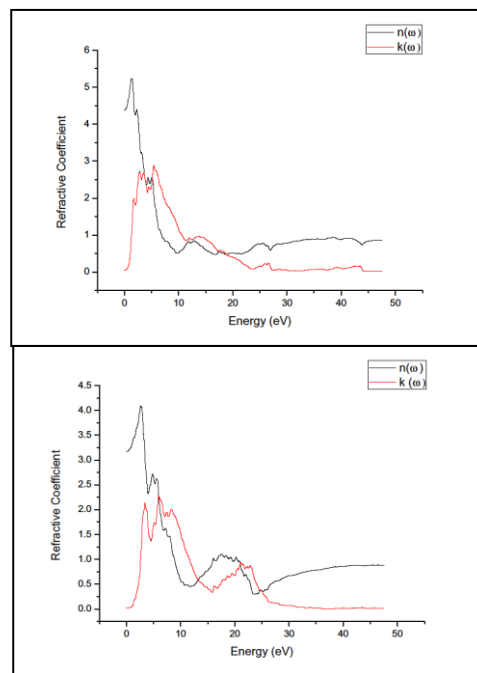 n(ω)
k(ω)
6
5
4
3
2
1
0
Refractive Coefficient
0 10 20 30 40 50
Energy (eV)
n(ω)
k (ω)
4.5
4.0
3.5
3.0
2.5
2.0
1.5
1.0
0.5
0.0
Refractive Coefficient
0 10 20 30 40 50
Energy (eV)